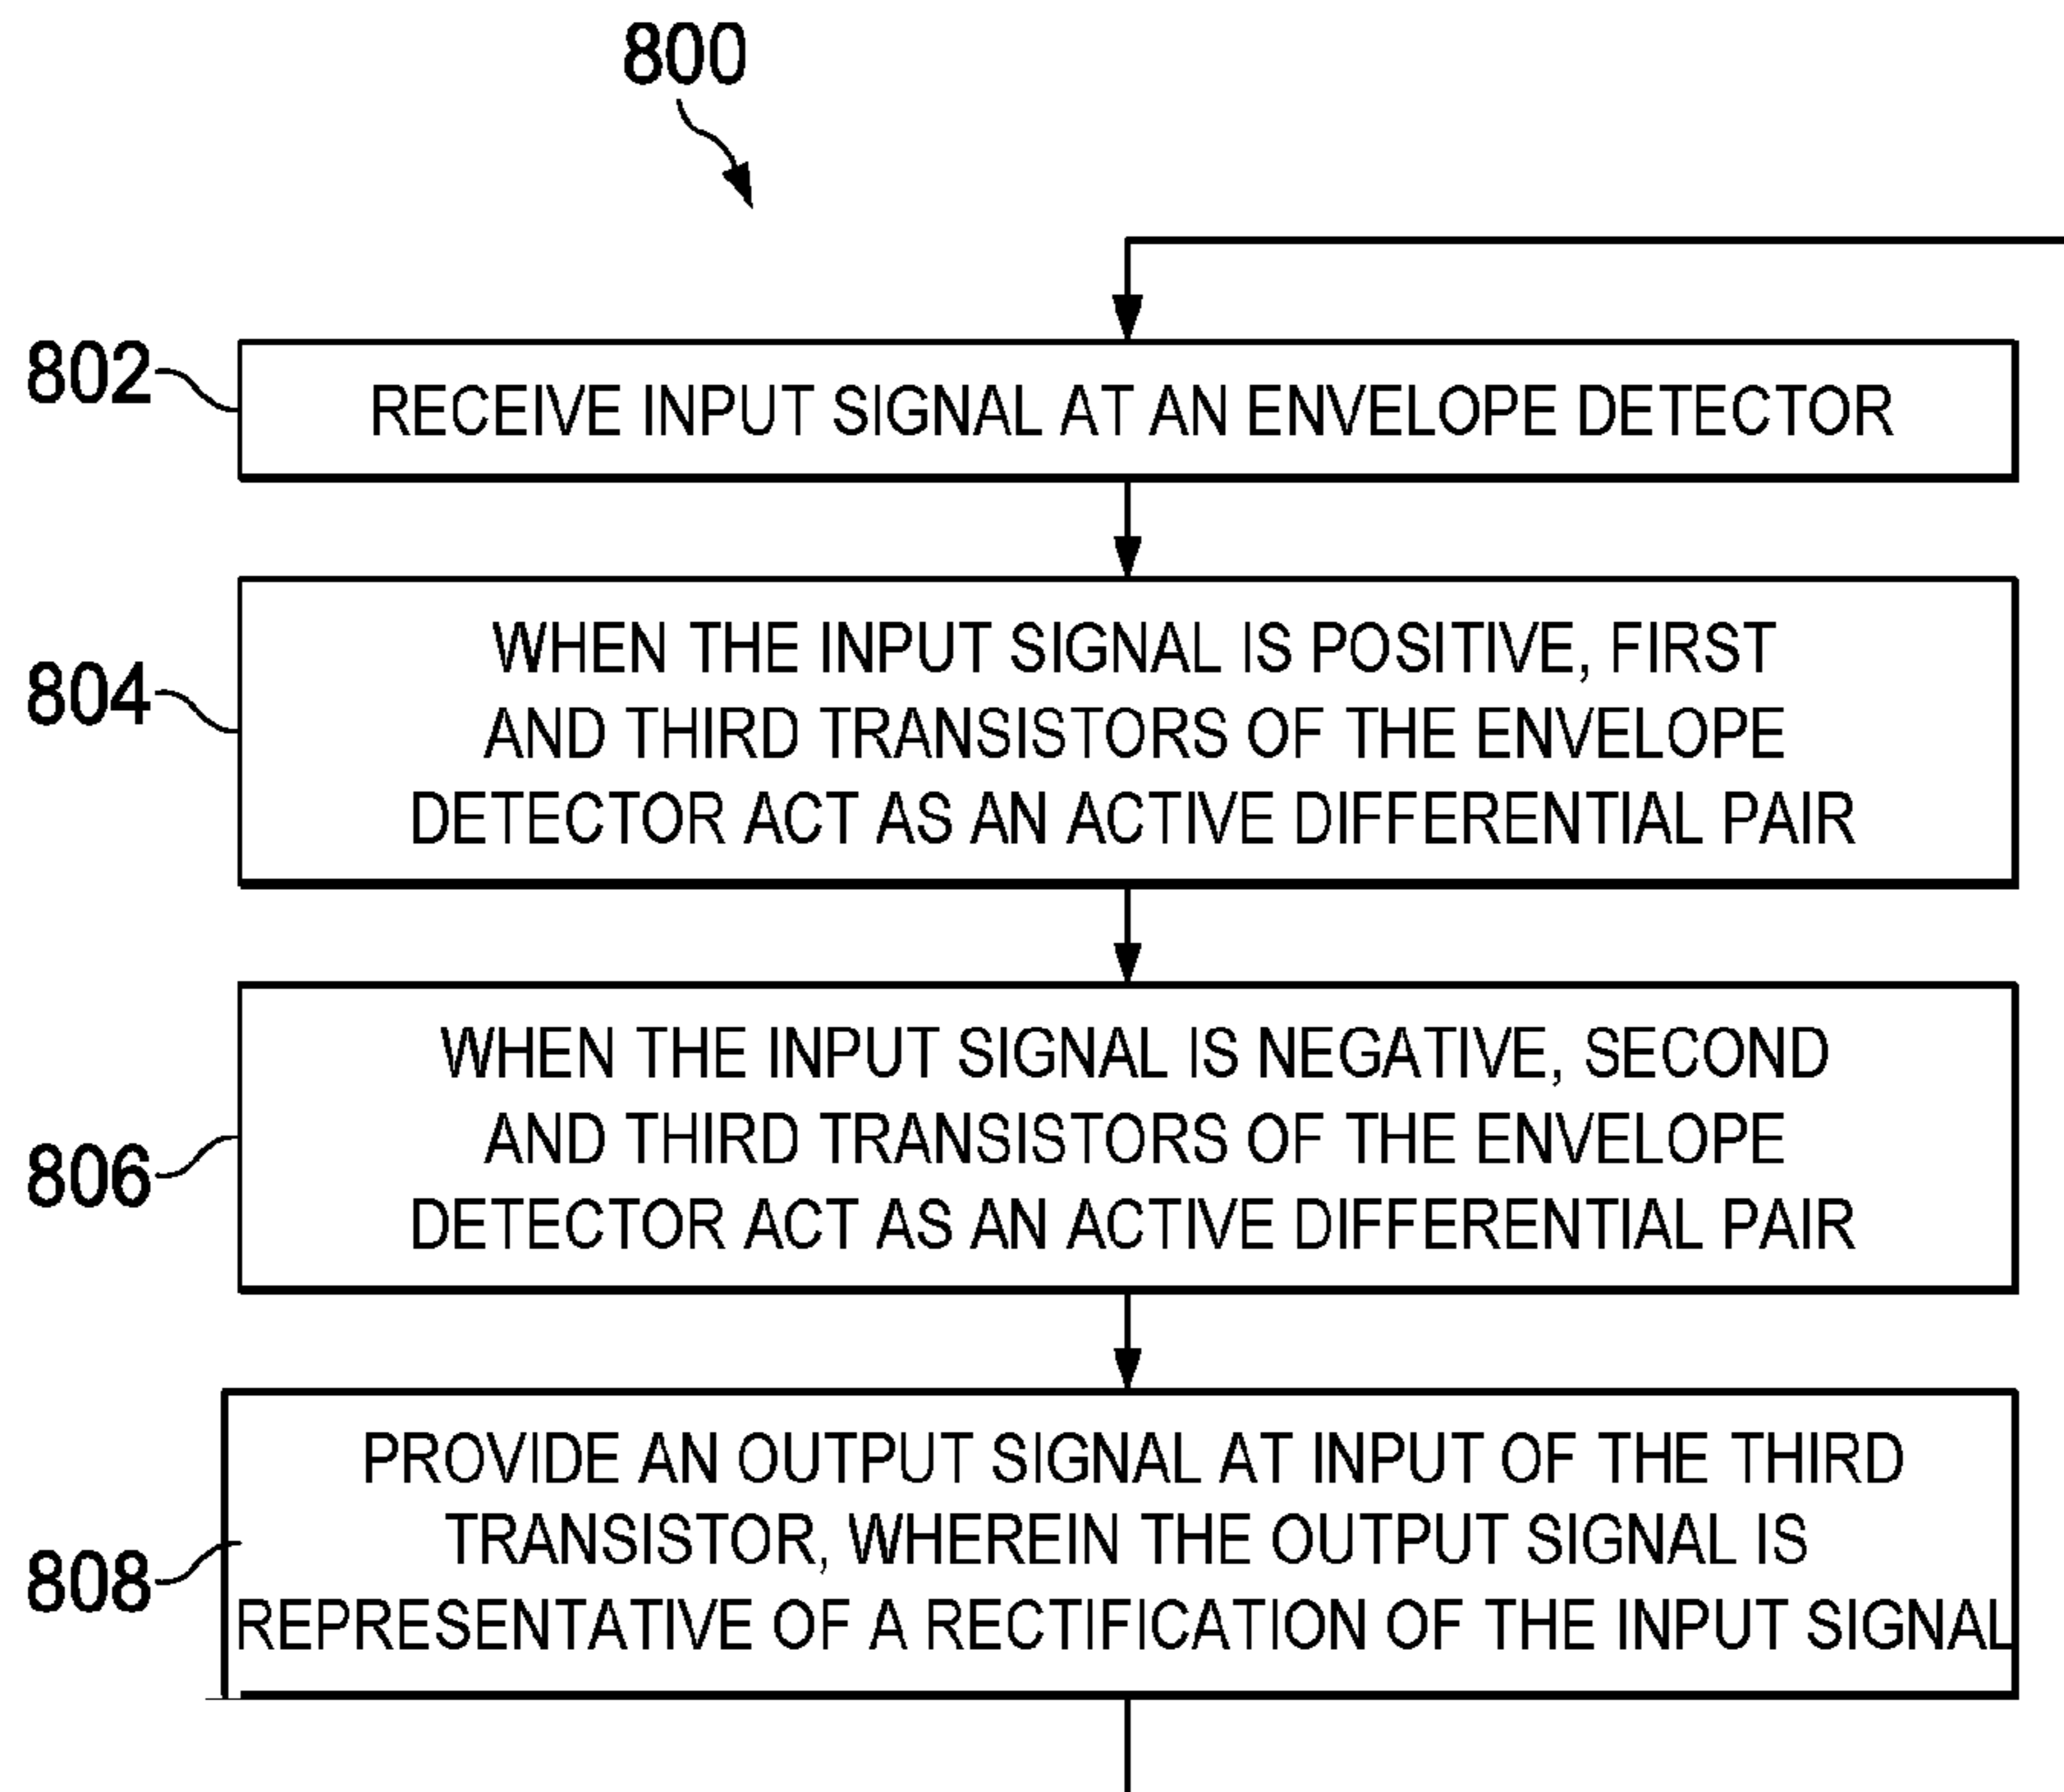 800
802
RECEIVE INPUT SIGNAL AT AN ENVELOPE DETECTOR
804
WHEN THE INPUT SIGNAL IS POSITIVE, FIRST
AND THIRD TRANSISTORS OF THE ENVELOPE
DETECTOR ACT AS AN ACTIVE DIFFERENTIAL PAIR
806
WHEN THE INPUT SIGNAL IS NEGATIVE, SECOND
AND THIRD TRANSISTORS OF THE ENVELOPE
DETECTOR ACT AS AN ACTIVE DIFFERENTIAL PAIR
808
PROVIDE AN OUTPUT SIGNAL AT INPUT OF THE THIRD
TRANSISTOR, WHEREIN THE OUTPUT SIGNAL IS
REPRESENTATIVE OF A RECTIFICATION OF THE INPUT SIGNAL